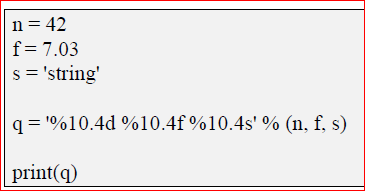 n = 42
f = 7.03
s = 'string'
q = '%10.4d %10.4f %10.4s' % (n, f, s)
print(q)